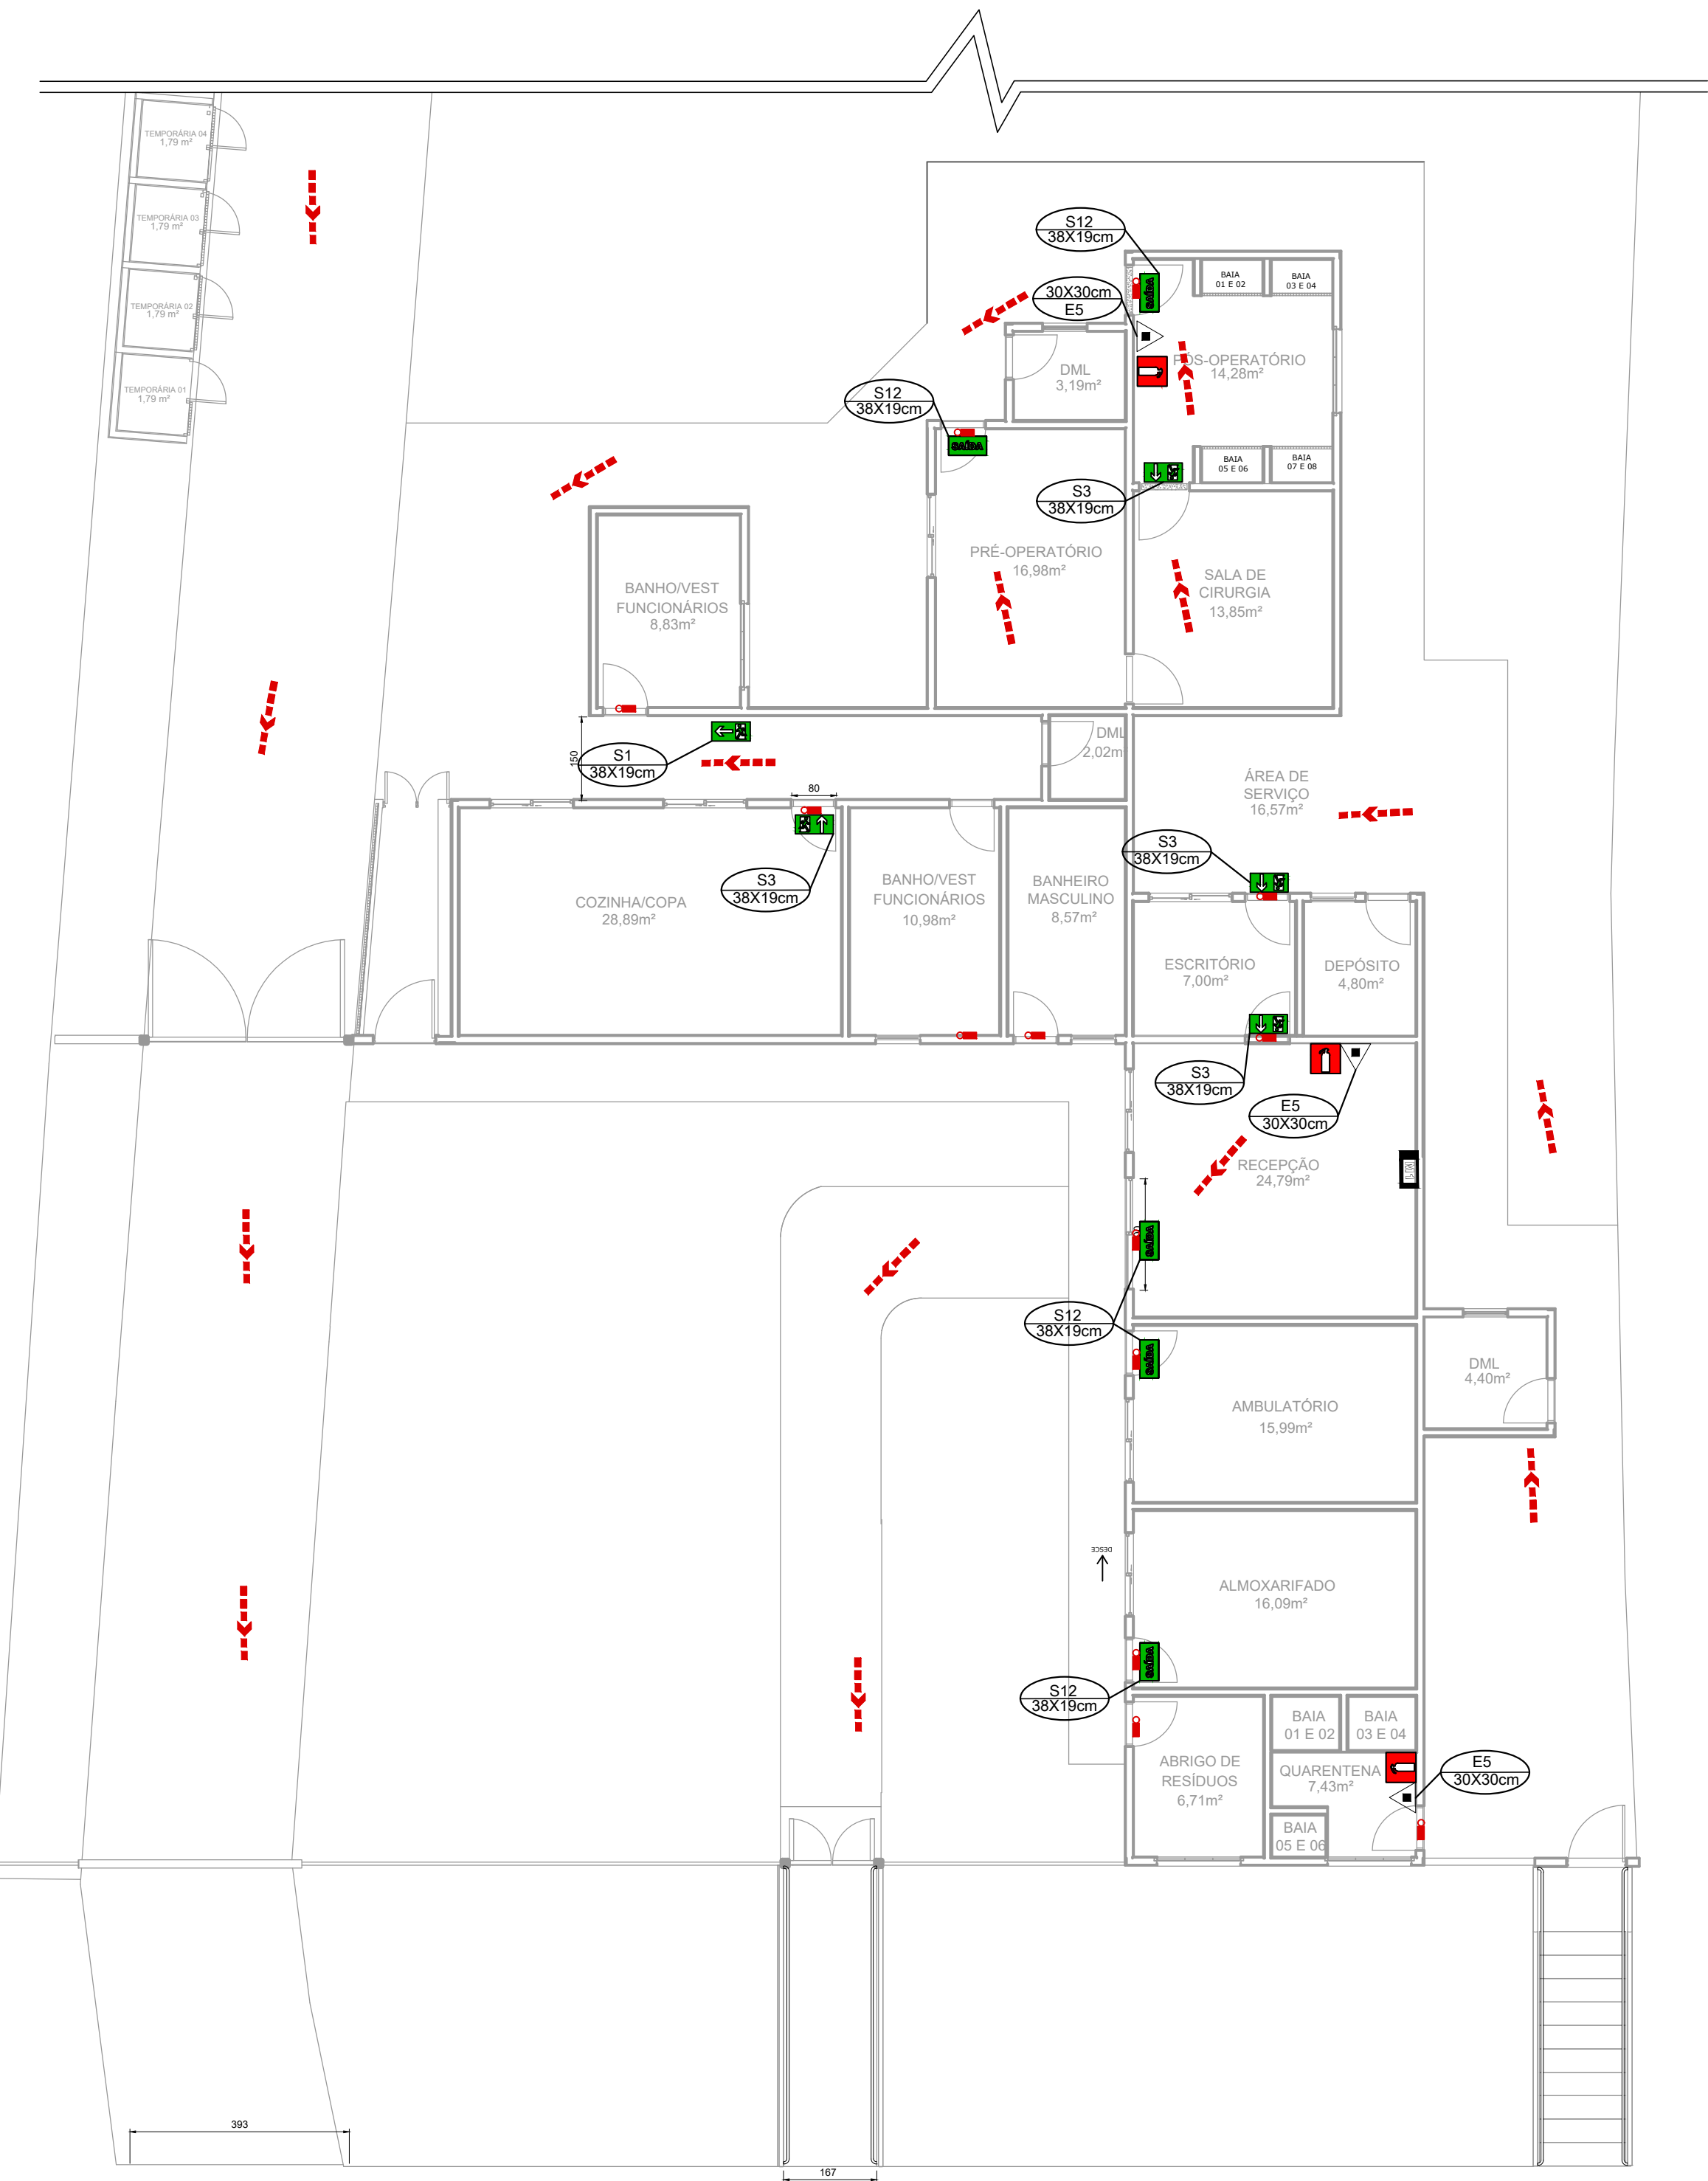 TEMPORÁRIA 04
1,79 m²
TEMPORÁRIA 03
1,79 m²
TEMPORÁRIA 02
1,79 m²
TEMPORÁRIA 01
1,79 m²
S12
38X19cm
30X30cm
E5
SAÍDA
BAIA
01 E 02
BAIA
03 E 04
PÓS-OPERATÓRIO
14,28m²
DML
3,19m²
S12
38X19cm
SAÍDA
BAIA
05 E 06
BAIA
07 E 08
S3
38X19cm
PRÉ-OPERATÓRIO
16,98m²
SALA DE
CIRURGIA
13,85m²
BANHO/VEST
FUNCIONÁRIOS
8,83m²
150
S1
38X19cm
DML
2,02m
80
ÁREA DE
SERVIÇO
16,57m²
S3
38X19cm
S3
38X19cm
COZINHA/COPA
28,89m²
BANHO/VEST
FUNCIONÁRIOS
10,98m²
BANHEIRO
MASCULINO
8,57m²
ESCRITÓRIO
7,00m²
DEPÓSITO
4,80m²
S3
38X19cm
E5
30X30cm
RECEPÇÃO
24,79m²
SAÍDA
S12
38X19cm
SAÍDA
DML
4,40m²
AMBULATÓRIO
15,99m²
DESCE
ALMOXARIFADO
16,09m²
SAÍDA
S12
38X19cm
BAIA
01 E 02
BAIA
03 E 04
ABRIGO DE
RESÍDUOS
6,71m²
QUARENTENA
7,43m²
E5
30X30cm
BAIA
05 E 06
393
167